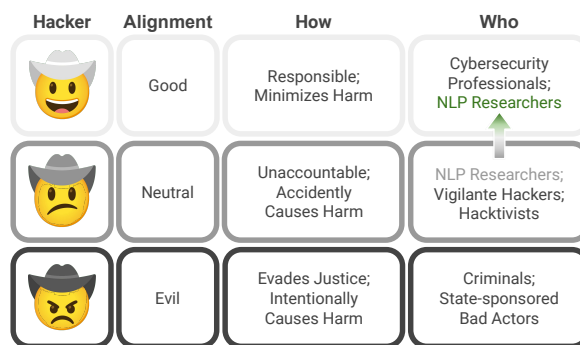 Hacker Alignment How Who
Good
Responsible;
Minimizes Harm
Cybersecurity
Professionals;
NLP Researchers
Neutral
Unaccountable;
Accidently
Causes Harm
NLP Researchers;
Vigilante Hackers;
Hacktivists
Evil
Evades Justice;
Intentionally
Causes Harm
Criminals;
State-sponsored
Bad Actors